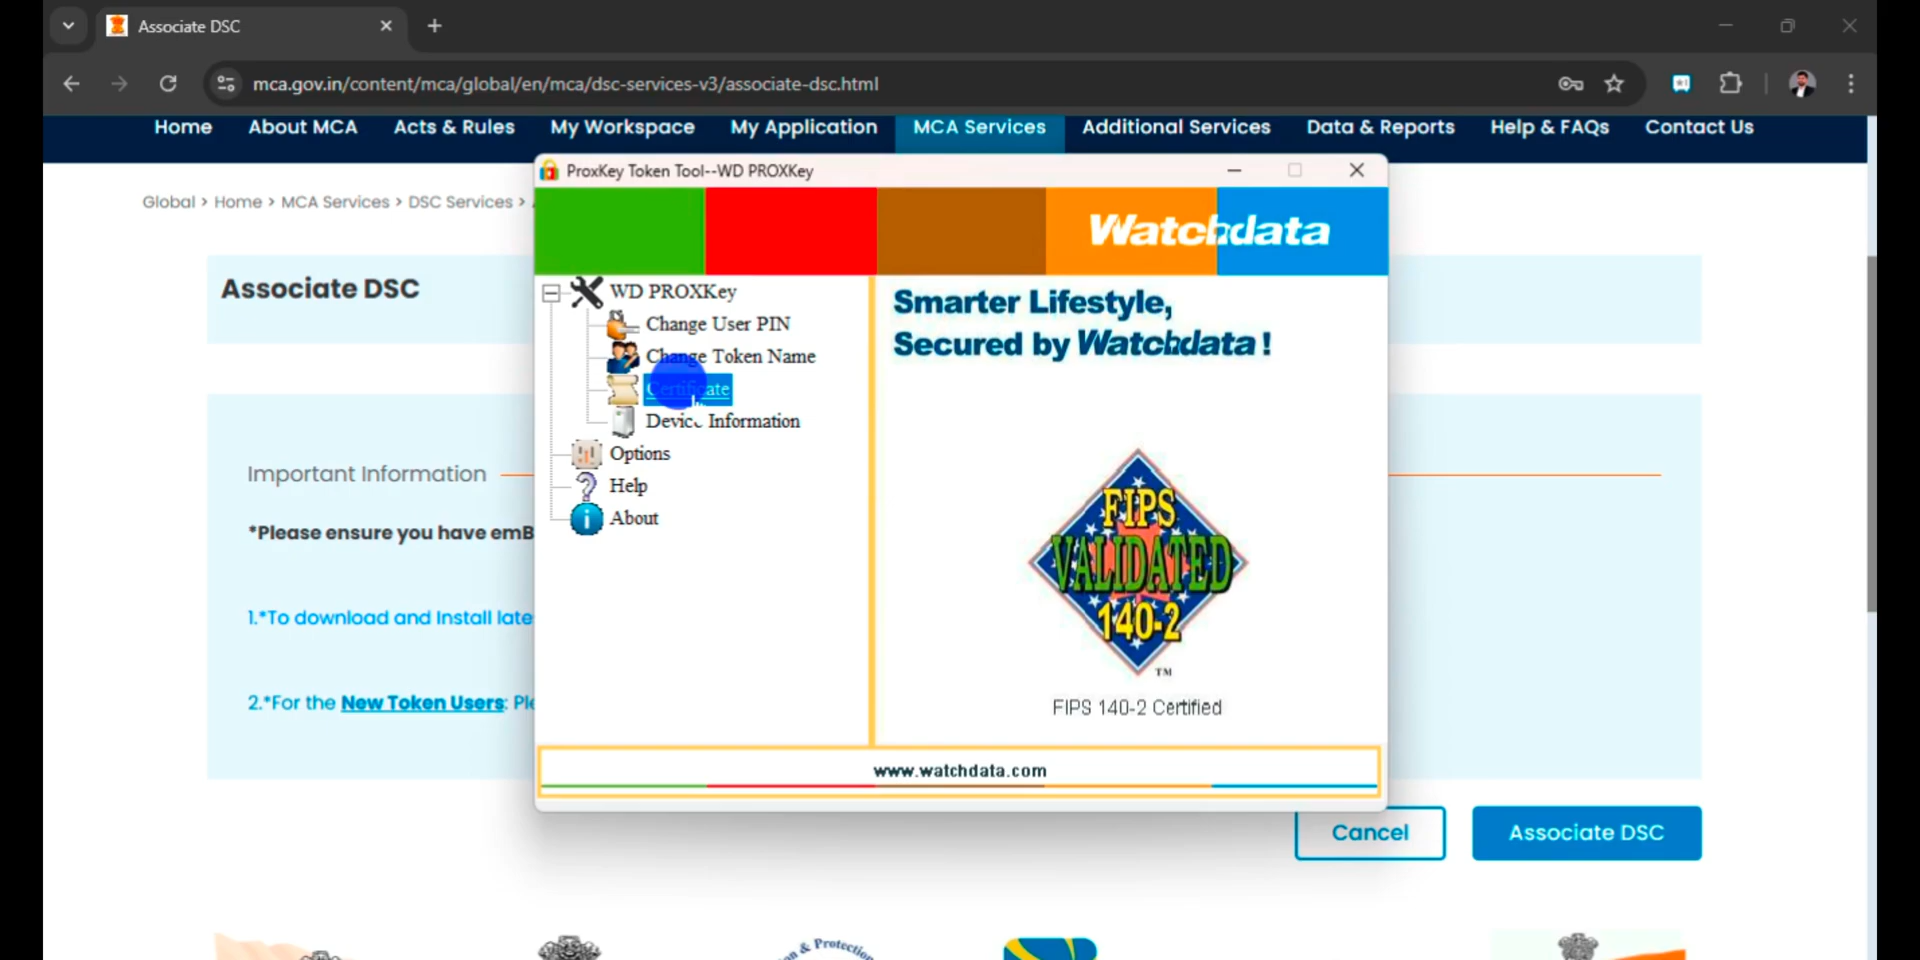 Associate DSC
mca.gov.in/content/mca/global/en/mca/dsc-services-v3/associate-dsc.html
Home About MCA Acts & Rules My Workspace My Application MCA Services Additional Services Data & Reports Help & FAQs Contact Us
ProxKey Token Tool--WD PROXKey
Global > Home > MCA Services > DSC Services >
Watchdata
Associate DSC
WD PROXKey
Change User PIN
Change Token Name
Certificate
Device Information
Options
Help
About
Smarter Lifestyle,
Secured by Watchdata !
FIPS
VALIDATED
140-2
TM
FIPS 140-2 Certified
Important Information
*Please ensure you have emB
1.*To download and Install late
2.*For the New Token Users: Ple
www.watchdata.com
Cancel Associate DSC
& Protection